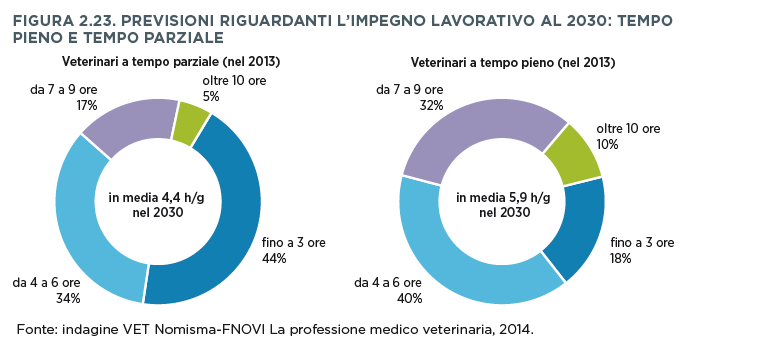 FIGURA 2.23. PREVISIONI RIGUARDANTI L'IMPEGNO LAVORATIVO AL 2030: TEMPO
PIENO E TEMPO PARZIALE
Veterinari a tempo parziale (nel 2013)
oltre 10 ore
5%
da 7 a 9 ore
17%
in media 4,4 h/g
nel 2030
fino a 3 ore
44%
da 4 a 6 ore
34%
Veterinari a tempo pieno (nel 2013)
da 7 a 9 ore
32%
oltre 10 ore
10%
in media 5,9 h/g
nel 2030
fino a 3 ore
18%
da 4 a 6 ore
40%
Fonte: indagine VET Nomisma-FNOVI La professione medico veterinaria, 2014.